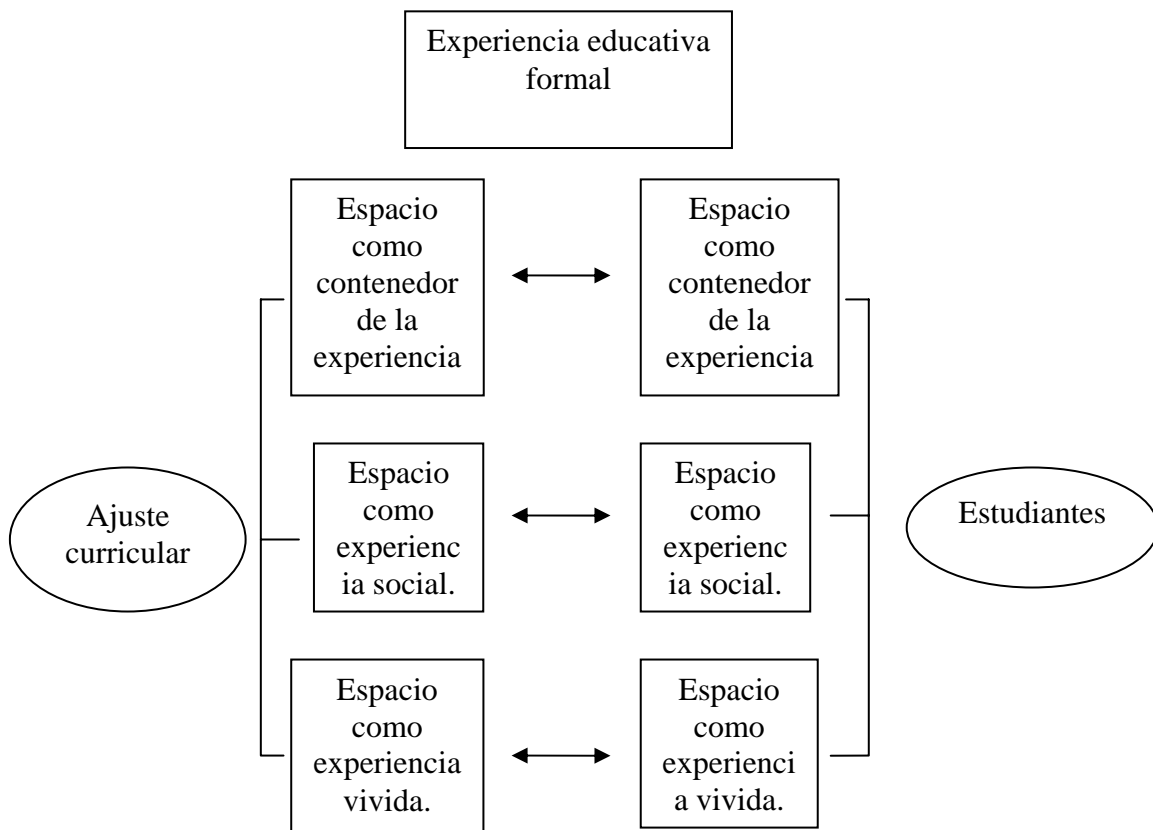 Experiencia educativa
formal
Espacio
como
contenedor
de la
experiencia
Espacio
como
contenedor
de la
experiencia
Ajuste
curricular
Espacio
como
experienc
ia social.
Espacio
como
experienc
ia social.
Estudiantes
Espacio
como
experiencia
vivida.
Espacio
como
experienci
a vivida.